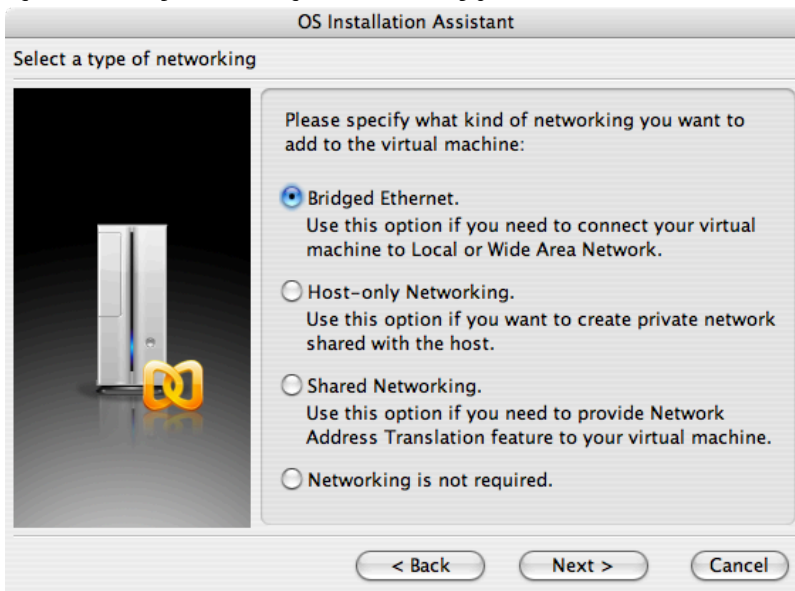 OS Installation Assistant
Select a type of networking
Please specify what kind of networking you want to
add to the virtual machine:
Bridged Ethernet.
Use this option if you need to connect your virtual
machine to Local or Wide Area Network.
Host-only Networking.
Use this option if you want to create private network
shared with the host.
Shared Networking.
Use this option if you need to provide Network
Address Translation feature to your virtual machine.
Networking is not required.
< Back
Next >
Cancel